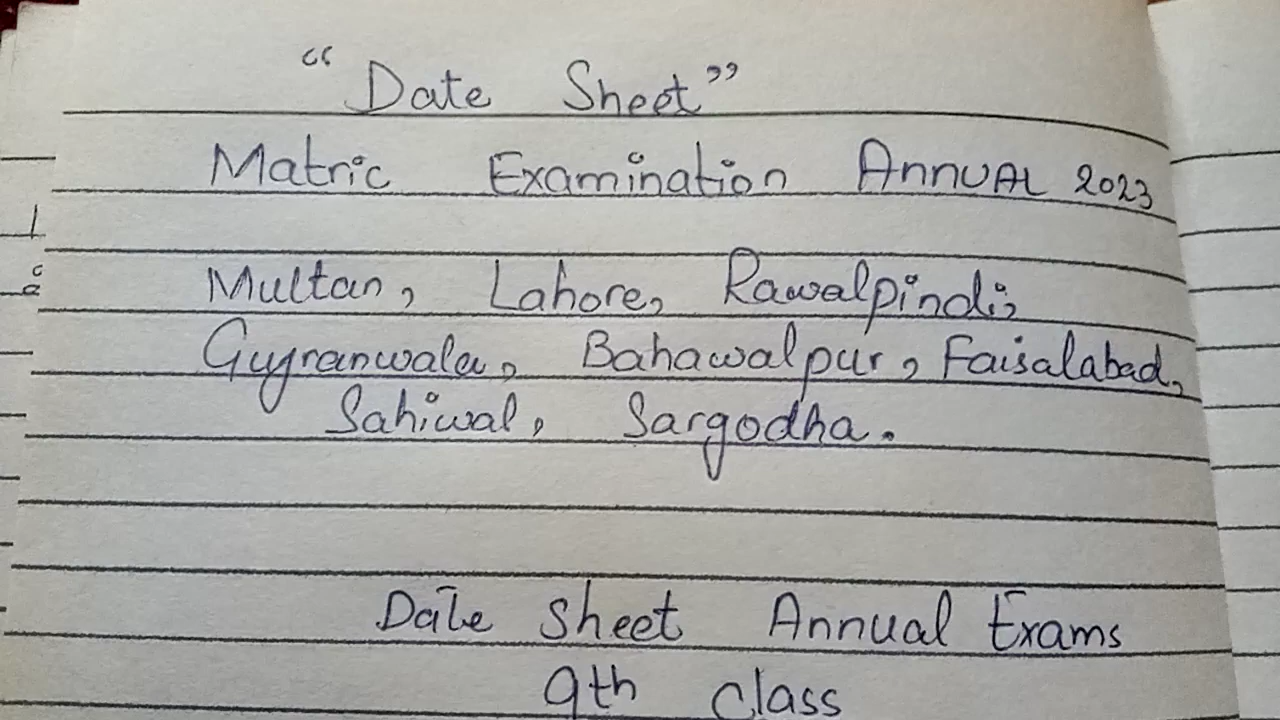 “Date Sheet”
Matric Examination Annual 2023
Multan, Lahore, Rawalpindi,
Gujranwala, Bahawalpur, Faisalabad,
Sahiwal, Sargodha.
Date Sheet Annual Exams
9th Class